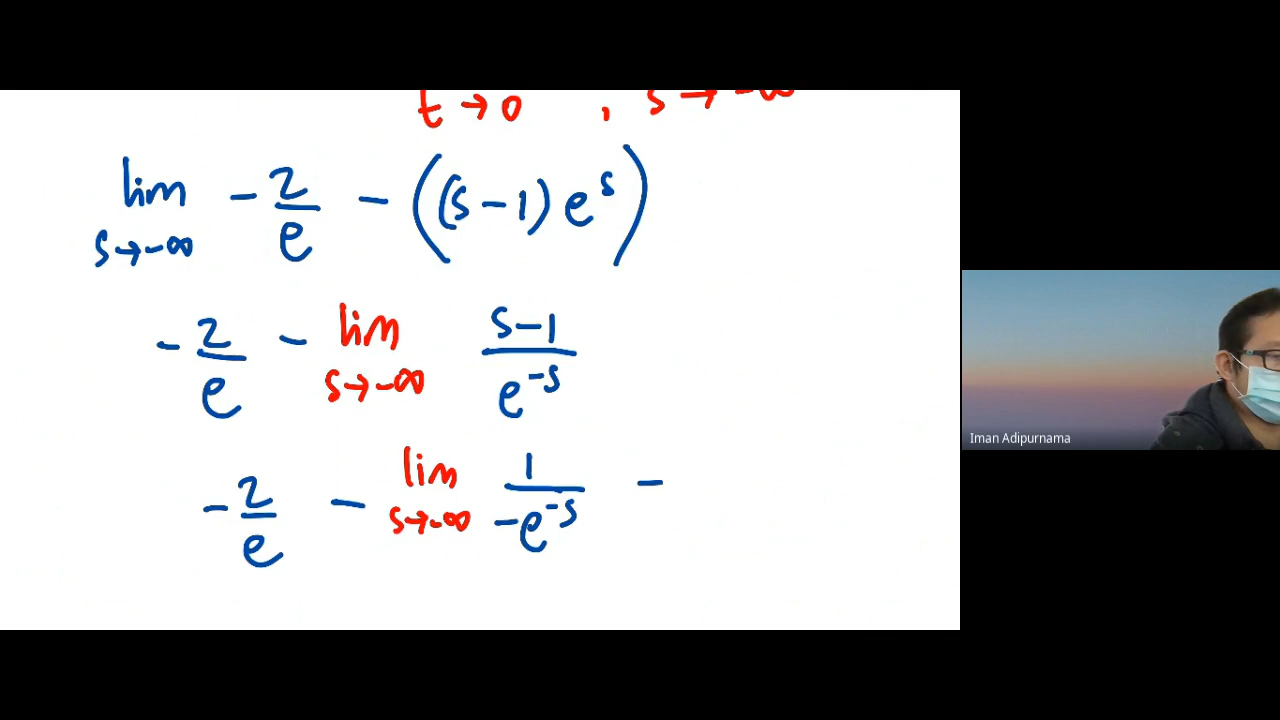 t → 0 , s → -∞
lim s→-∞ - 2/e - ((s-1) e^s)
- 2/e - lim s→-∞ (s-1)/(e^-s)
- 2/e - lim s→-∞ 1/(-e^-s) -
Iman Adipurnama